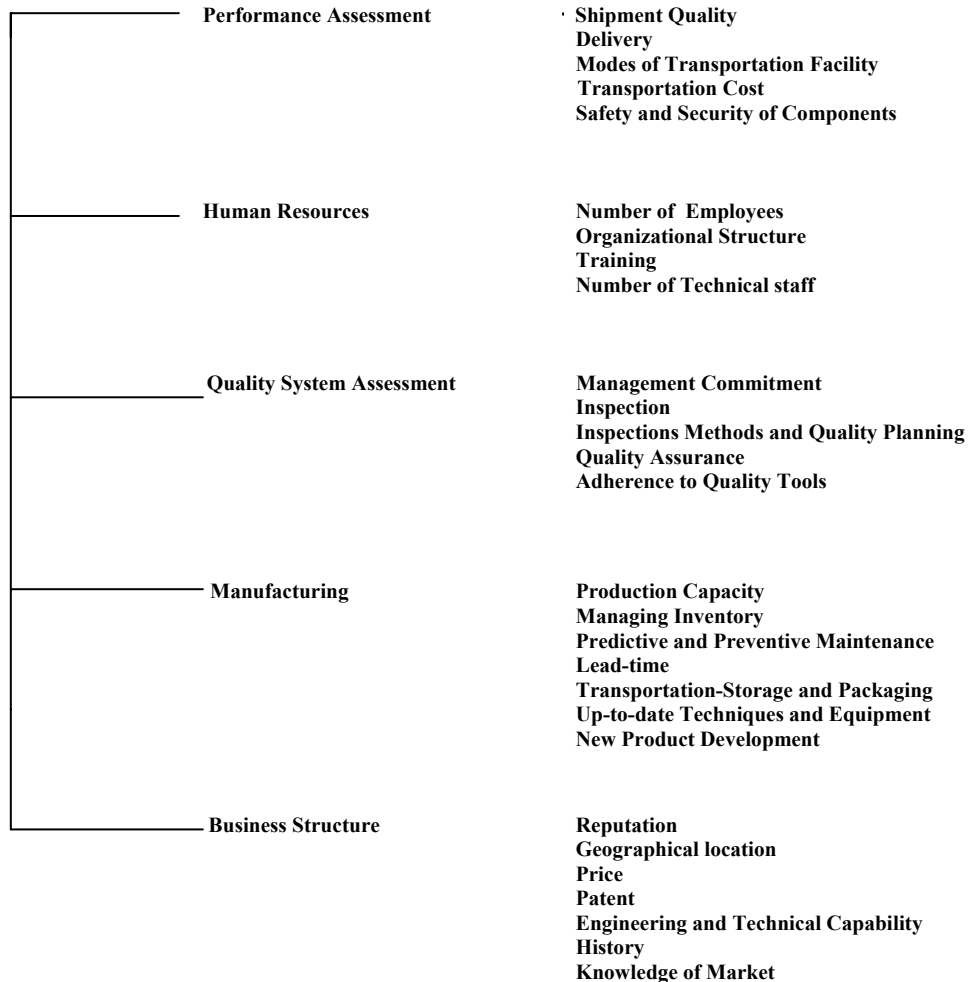 Performance Assessment
Shipment Quality
Delivery
Modes of Transportation Facility
Transportation Cost
Safety and Security of Components
Human Resources
Number of Employees
Organizational Structure
Training
Number of Technical staff
Quality System Assessment
Management Commitment
Inspection
Inspections Methods and Quality Planning
Quality Assurance
Adherence to Quality Tools
Manufacturing
Production Capacity
Managing Inventory
Predictive and Preventive Maintenance
Lead-time
Transportation-Storage and Packaging
Up-to-date Techniques and Equipment
New Product Development
Business Structure
Reputation
Geographical location
Price
Patent
Engineering and Technical Capability
History
Knowledge of Market